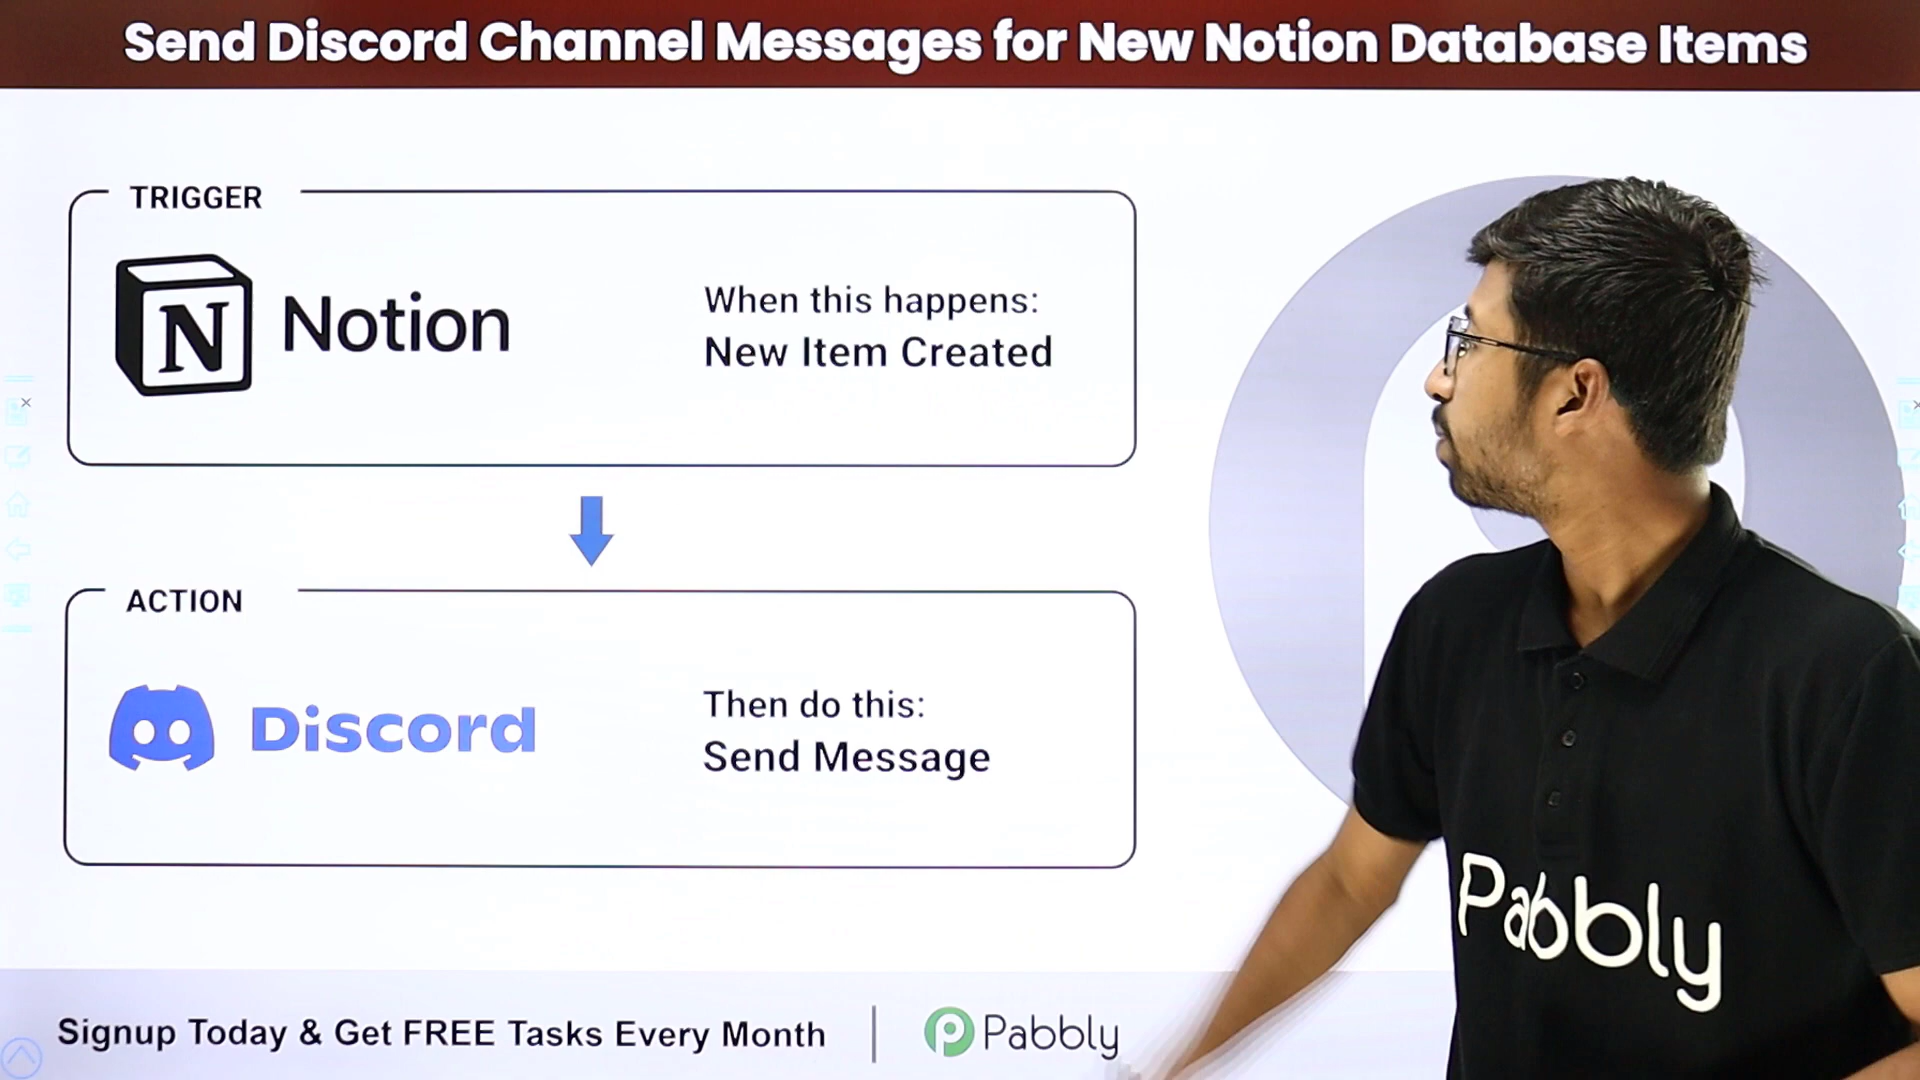 Send Discord Channel Messages for New Notion Database Items
TRIGGER
N
Notion
When this happens:
New Item Created
ACTION
Discord
Then do this:
Send Message
Signup Today & Get FREE Tasks Every Month
Pabbly
Pabbly